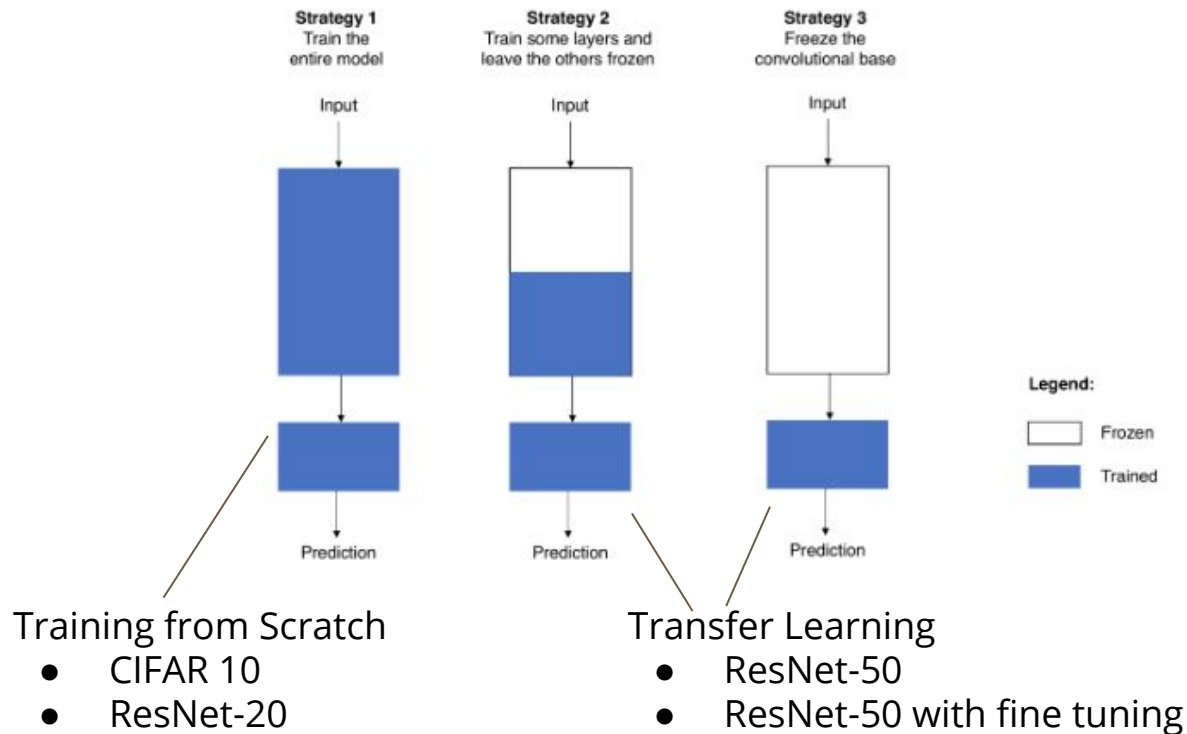 Strategy 1
Train the
entire model
Strategy 2
Train some layers and
leave the others frozen
Strategy 3
Freeze the
convolutional base
Input
Input
Input
Legend:
Frozen
Trained
Prediction
Prediction
Prediction
Training from Scratch
● CIFAR 10
● ResNet-20
Transfer Learning
● ResNet-50
● ResNet-50 with fine tuning